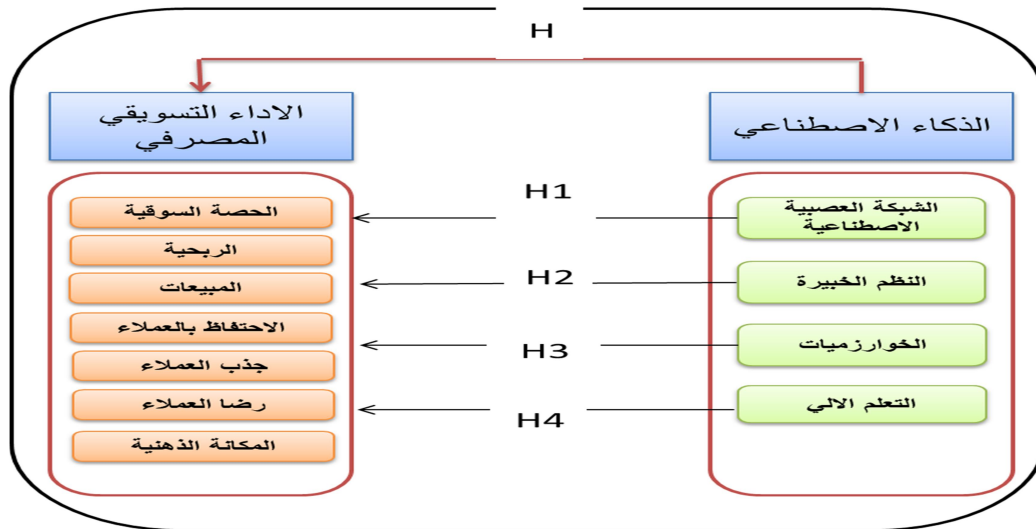 H
الذكاء الاصطناعي
الاداء التسويقي
المصرفي
الشبكة العصبية
الاصطناعية
النظم الخبيرة
الخوارزميات
التعلم الالي
H1
H2
H3
H4
الحصة السوقية
الربحية
المبيعات
الاحتفاظ بالعملاء
جذب العملاء
رضا العملاء
المكانة الذهنية